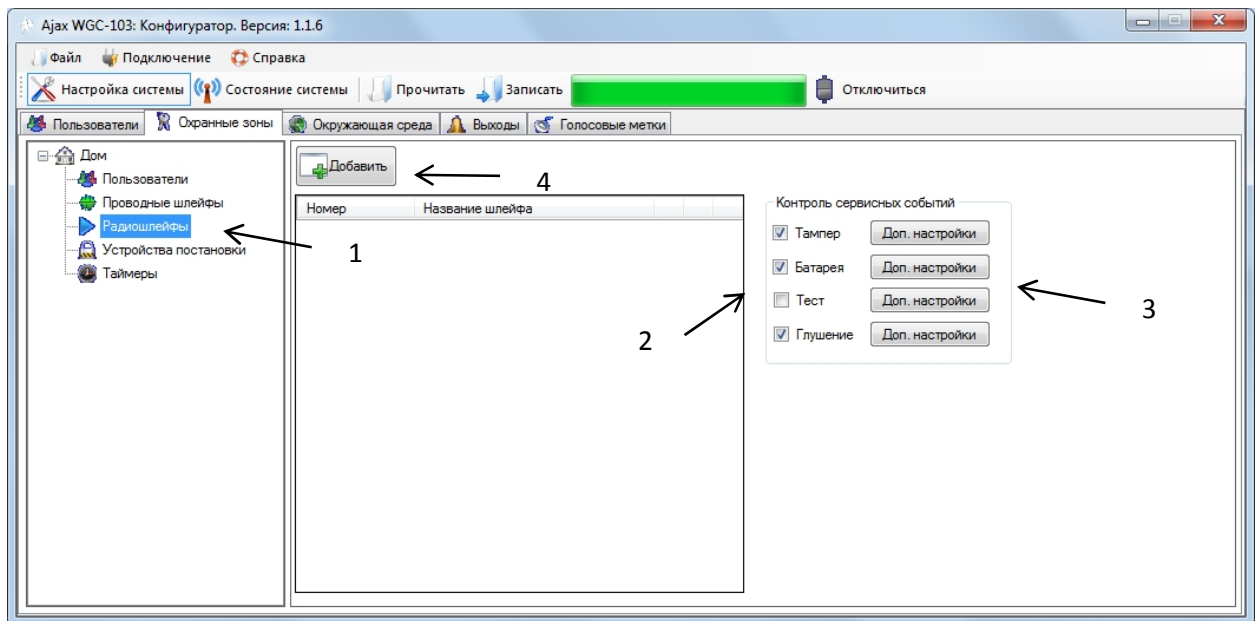 Ajax WGC-103: Конфигуратор. Версия: 1.1.6
Файл Подключение Справка
Настройка системы Состояние системы Прочитать Записать Отключиться
Пользователи Охранные зоны Окружающая среда Выходы Голосовые метки
Дом
Пользователи
Проводные шлейфы
Радиошлейфы
Устройства постановки
Таймеры
1
Добавить
4
Номер Название шлейфа
2
Контроль сервисных событий
Тампер Доп. настройки
Батарея Доп. настройки
Тест Доп. настройки
Глушение Доп. настройки
3